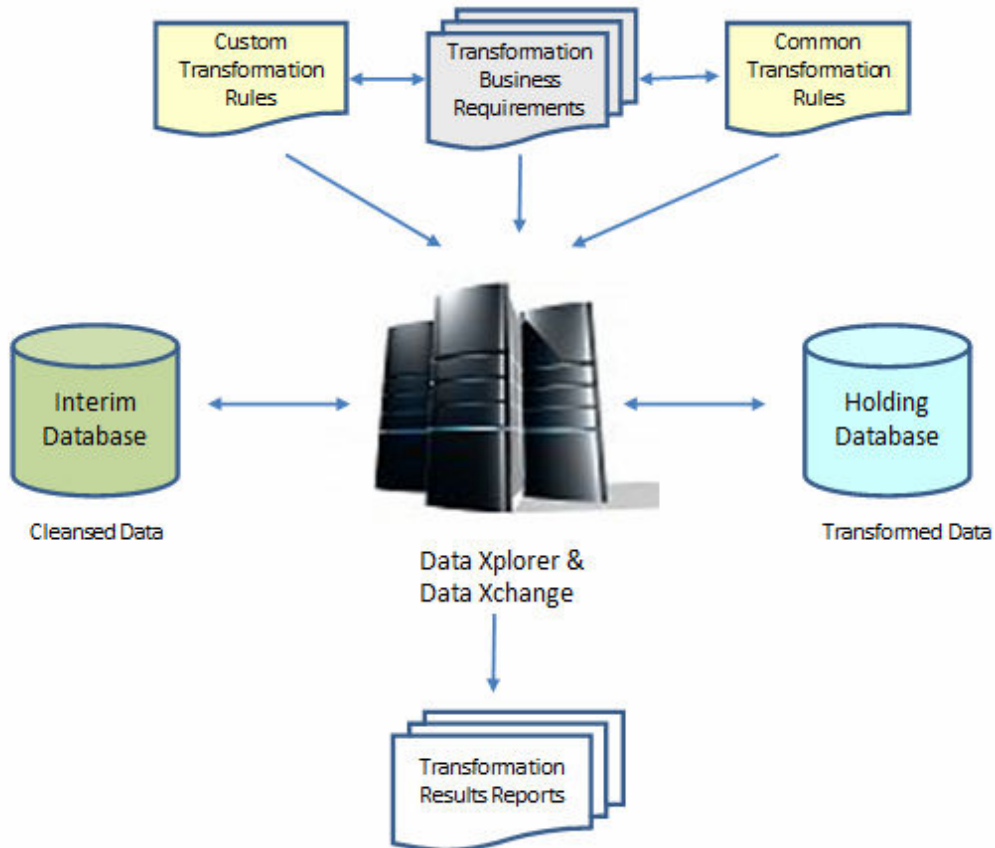 Custom
Transformation
Rules
Transformation
Business
Requirements
Common
Transformation
Rules
Interim
Database
Cleansed Data
Holding
Database
Transformed Data
Data Xplorer &
Data Xchange
Transformation
Results Reports